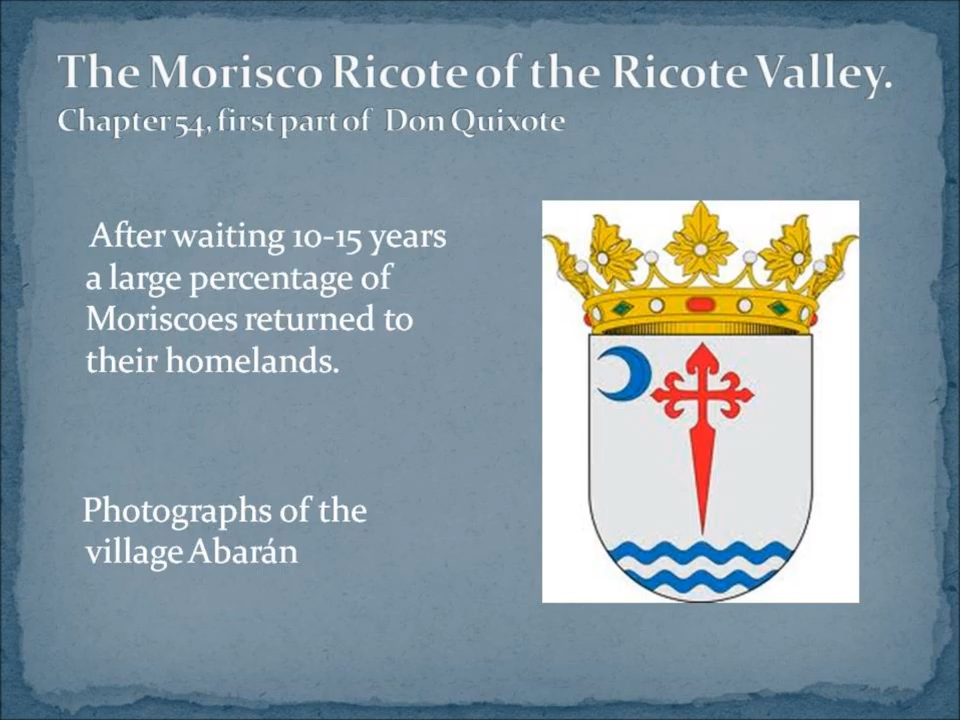 The Morisco Ricote of the Ricote Valley.
Chapter 54, first part of Don Quixote
After waiting 10-15 years
a large percentage of
Moriscoes returned to
their homelands.
Photographs of the
village Abarán